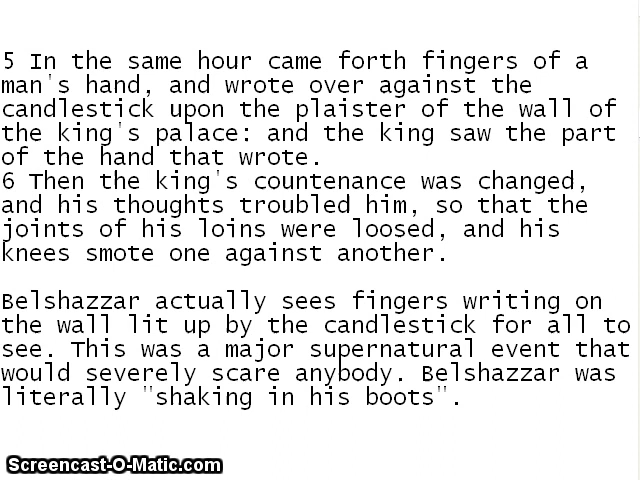 5 In the same hour came forth fingers of a
man's hand, and wrote over against the
candlestick upon the plaister of the wall of
the king's palace: and the king saw the part
of the hand that wrote.
6 Then the king's countenance was changed,
and his thoughts troubled him, so that the
joints of his loins were loosed, and his
knees smote one against another.
Belshazzar actually sees fingers writing on
the wall lit up by the candlestick for all to
see. This was a major supernatural event that
would severely scare anybody. Belshazzar was
literally "shaking in his boots".
Screencast-O-Matic.com